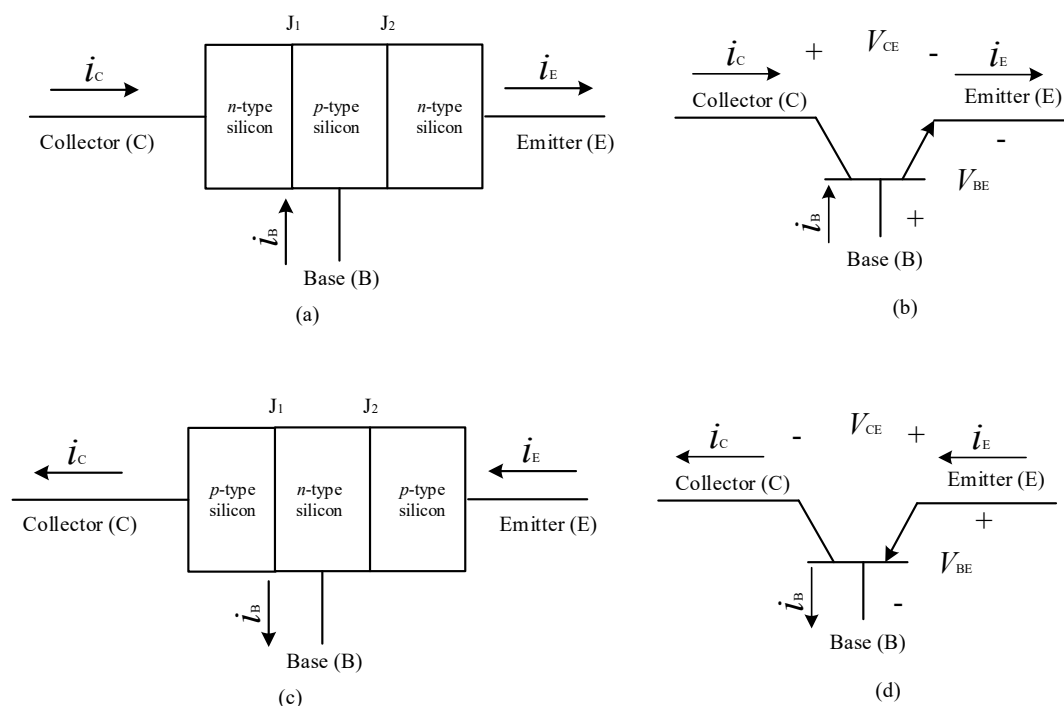 J1 J2
iC iE
n-type silicon p-type silicon n-type silicon
Collector (C) Emitter (E)
iB
Base (B)
(a)
iC + VCE - iE
Collector (C) Emitter (E)
-
VBE
iB +
Base (B)
(b)
J1 J2
iC iE
p-type silicon n-type silicon p-type silicon
Collector (C) Emitter (E)
iB
Base (B)
(c)
iC - VCE + iE
Collector (C) Emitter (E)
+
VBE
iB -
Base (B)
(d)